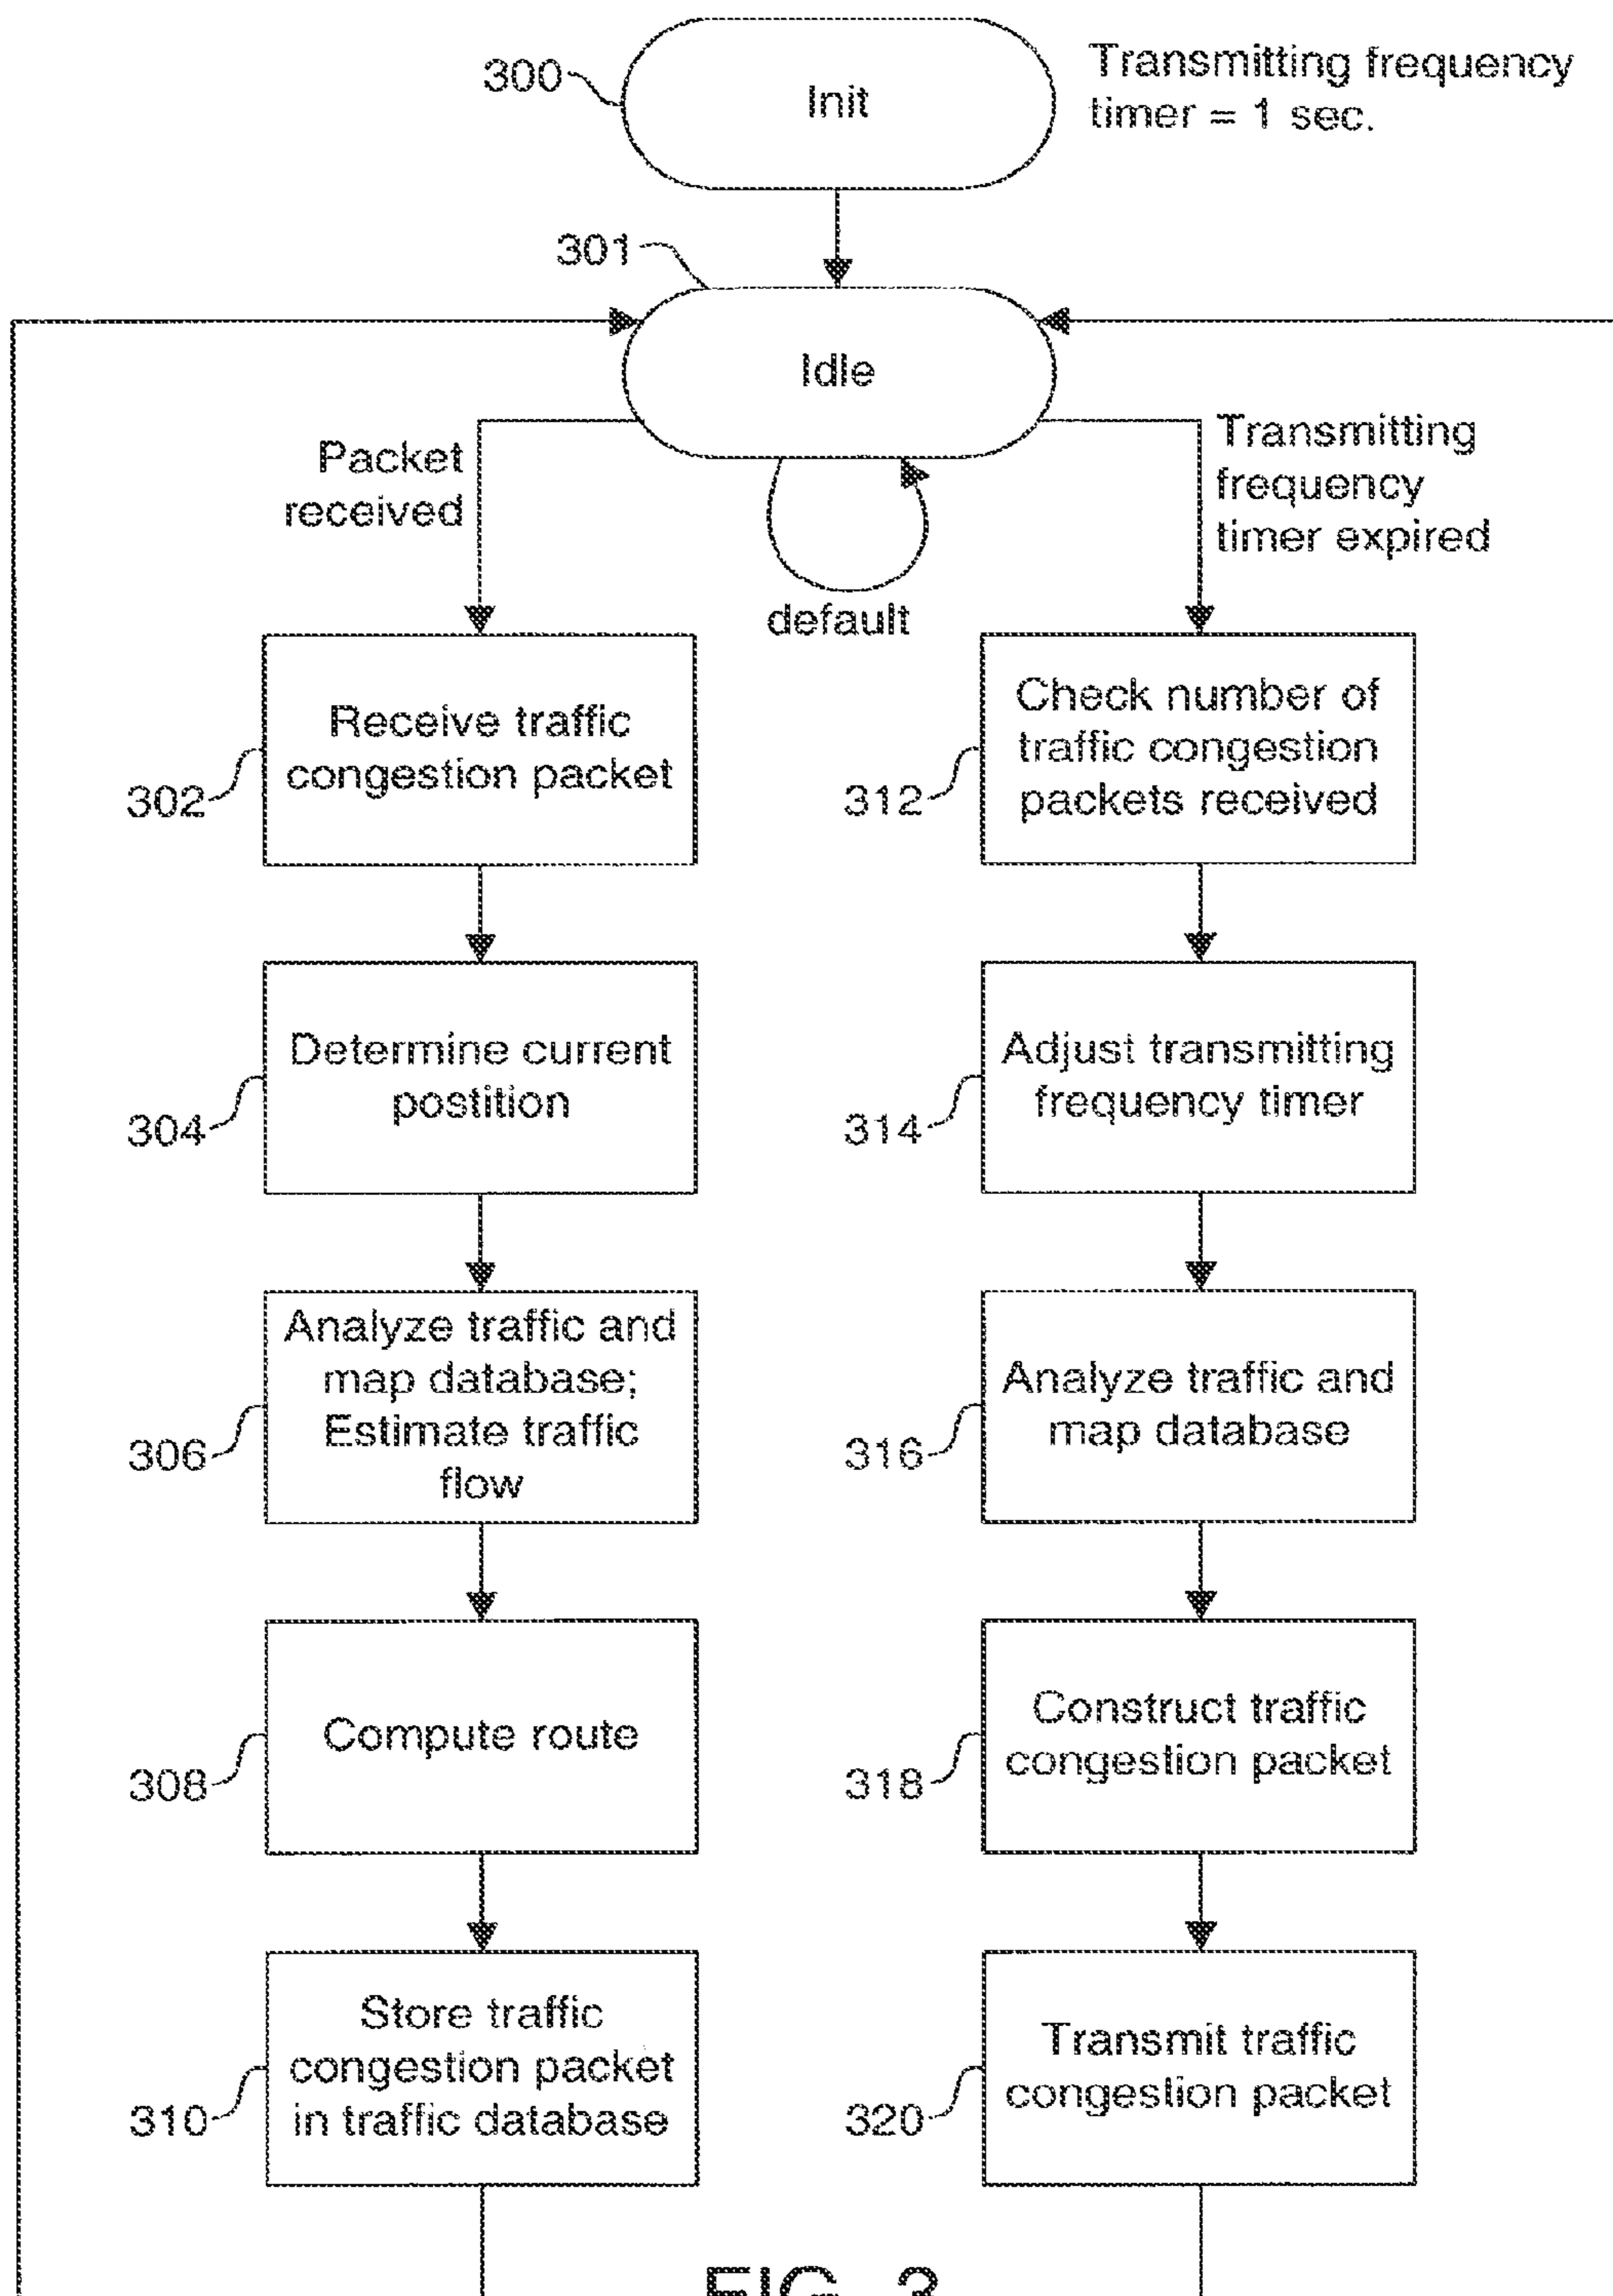 300
Init
Transmitting frequency
timer = 1 sec.
301
Idle
Packet
received
default
Transmitting
frequency
timer expired
302
Receive traffic
congestion packet
312
Check number of
traffic congestion
packets received
304
Determine current
postition
314
Adjust transmitting
frequency timer
306
Analyze traffic and
map database;
Estimate traffic
flow
316
Analyze traffic and
map database
308
Compute route
318
Construct traffic
congestion packet
310
Store traffic
congestion packet
in traffic database
320
Transmit traffic
congestion packet
FIG. 3